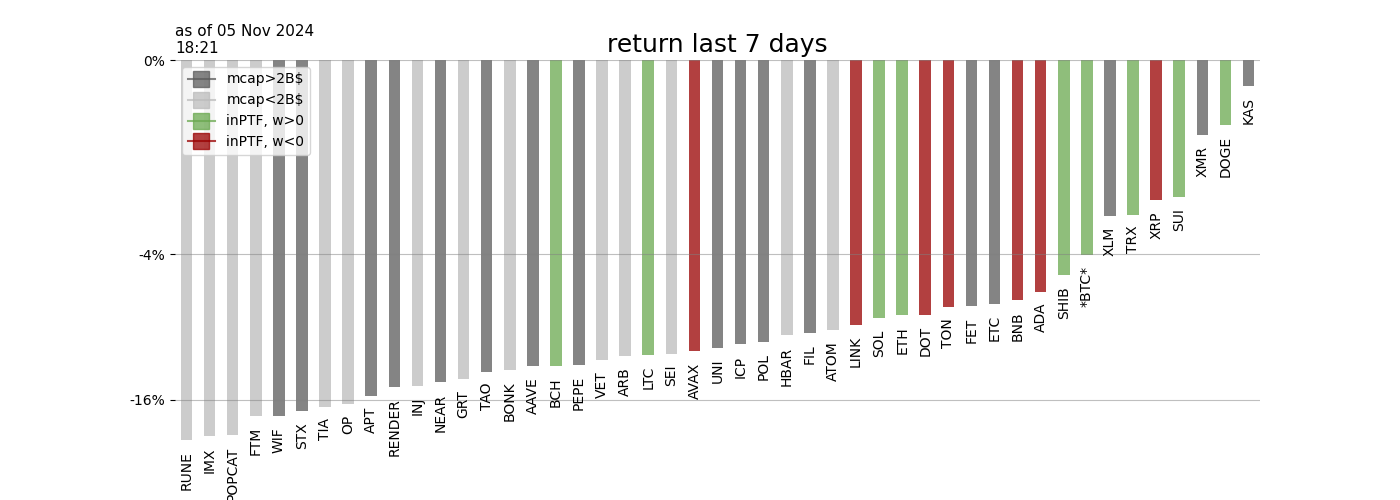 as of 05 Nov 2024
18:21
return last 7 days
0%
-4%
-16%
mcap>2B$
mcap<2B$
inPTF, w>0
inPTF, w<0
RUNE
IMX
POPCAT
FTM
WIF
STX
TIA
OP
APT
RENDER
INJ
NEAR
GRT
TAO
BONK
AAVE
BCH
PEPE
VET
ARB
LTC
SEI
AVAX
UNI
ICP
POL
HBAR
FIL
ATOM
LINK
SOL
ETH
DOT
TON
FET
ETC
BNB
ADA
SHIB
*BTC*
XLM
TRX
XRP
SUI
XMR
DOGE
KAS